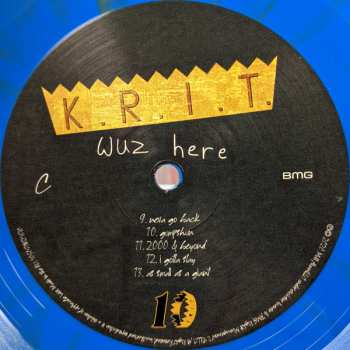 K.R.I.T.
wuz here
C
BMG
9. neva go back
10. gumpshun
11. 2000 & beyond
12. i gotta stay
13. as small as a giant
10